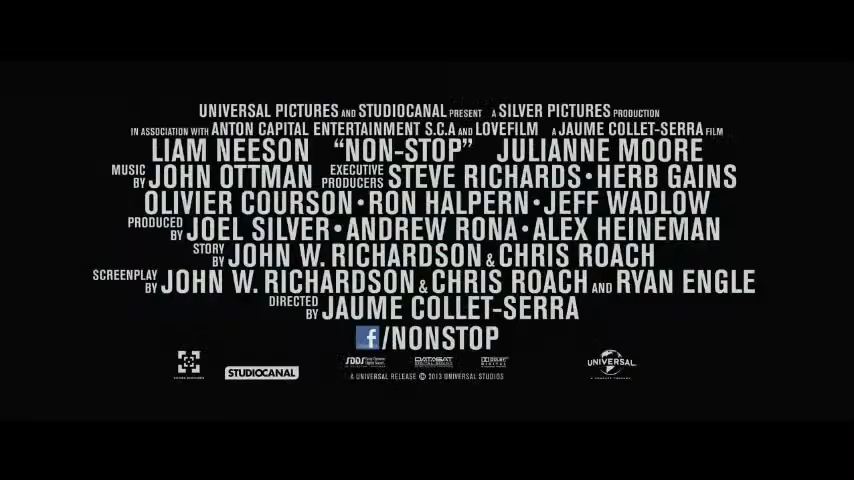 UNIVERSAL PICTURES AND STUDIOCANAL PRESENT A SILVER PICTURES PRODUCTION
IN ASSOCIATION WITH ANTON CAPITAL ENTERTAINMENT S.C.A AND LOVEFILM A JAUME COLLET-SERRA FILM
LIAM NEESON "NON-STOP" JULIANNE MOORE
MUSIC BY JOHN OTTMAN EXECUTIVE PRODUCERS STEVE RICHARDS • HERB GAINS
OLIVIER COURSON • RON HALPERN • JEFF WADLOW
PRODUCED BY JOEL SILVER • ANDREW RONA • ALEX HEINEMAN
STORY BY JOHN W. RICHARDSON & CHRIS ROACH
SCREENPLAY BY JOHN W. RICHARDSON & CHRIS ROACH AND RYAN ENGLE
DIRECTED BY JAUME COLLET-SERRA
f/NONSTOP
STUDIOCANAL SDDS DATASAT DOLBY DIGITAL UNIVERSAL
A UNIVERSAL RELEASE © 2013 UNIVERSAL STUDIOS